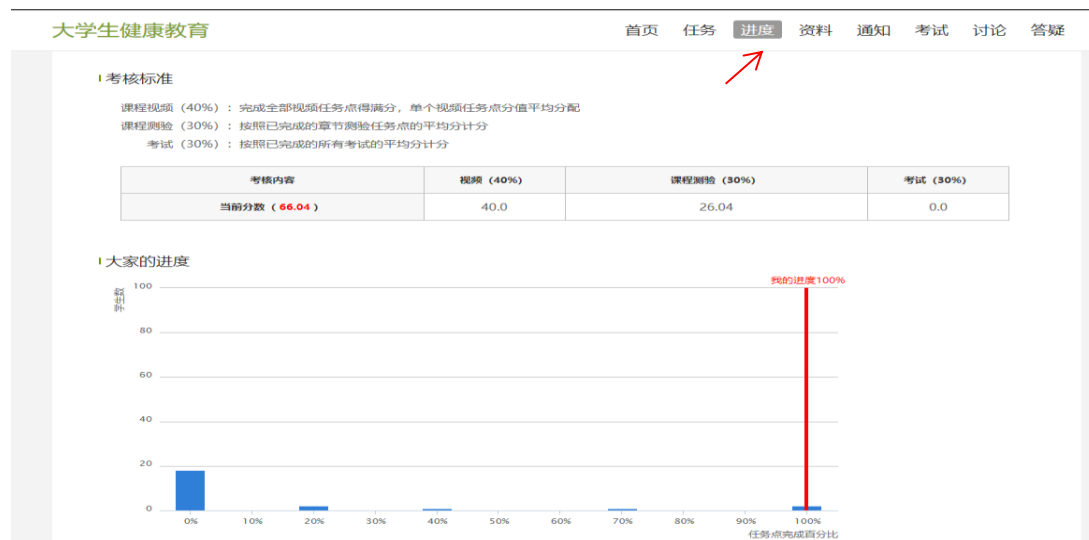 大学生健康教育
首页 任务 进度 资料 通知 考试 讨论 答疑
考核标准
课程视频（40%）：完成全部视频任务点得满分，单个视频任务点分值平均分配
课程测验（30%）：按照已完成的章节测验任务点的平均分计分
考试（30%）：按照已完成的所有考试的平均分计分
考核内容 视频（40%） 课程测验（30%） 考试（30%）
当前分数（66.04） 40.0 26.04 0.0
大家的进度
我的进度100%
学生数
100
80
60
40
20
0
0% 10% 20% 30% 40% 50% 60% 70% 80% 90% 100%
任务点完成百分比